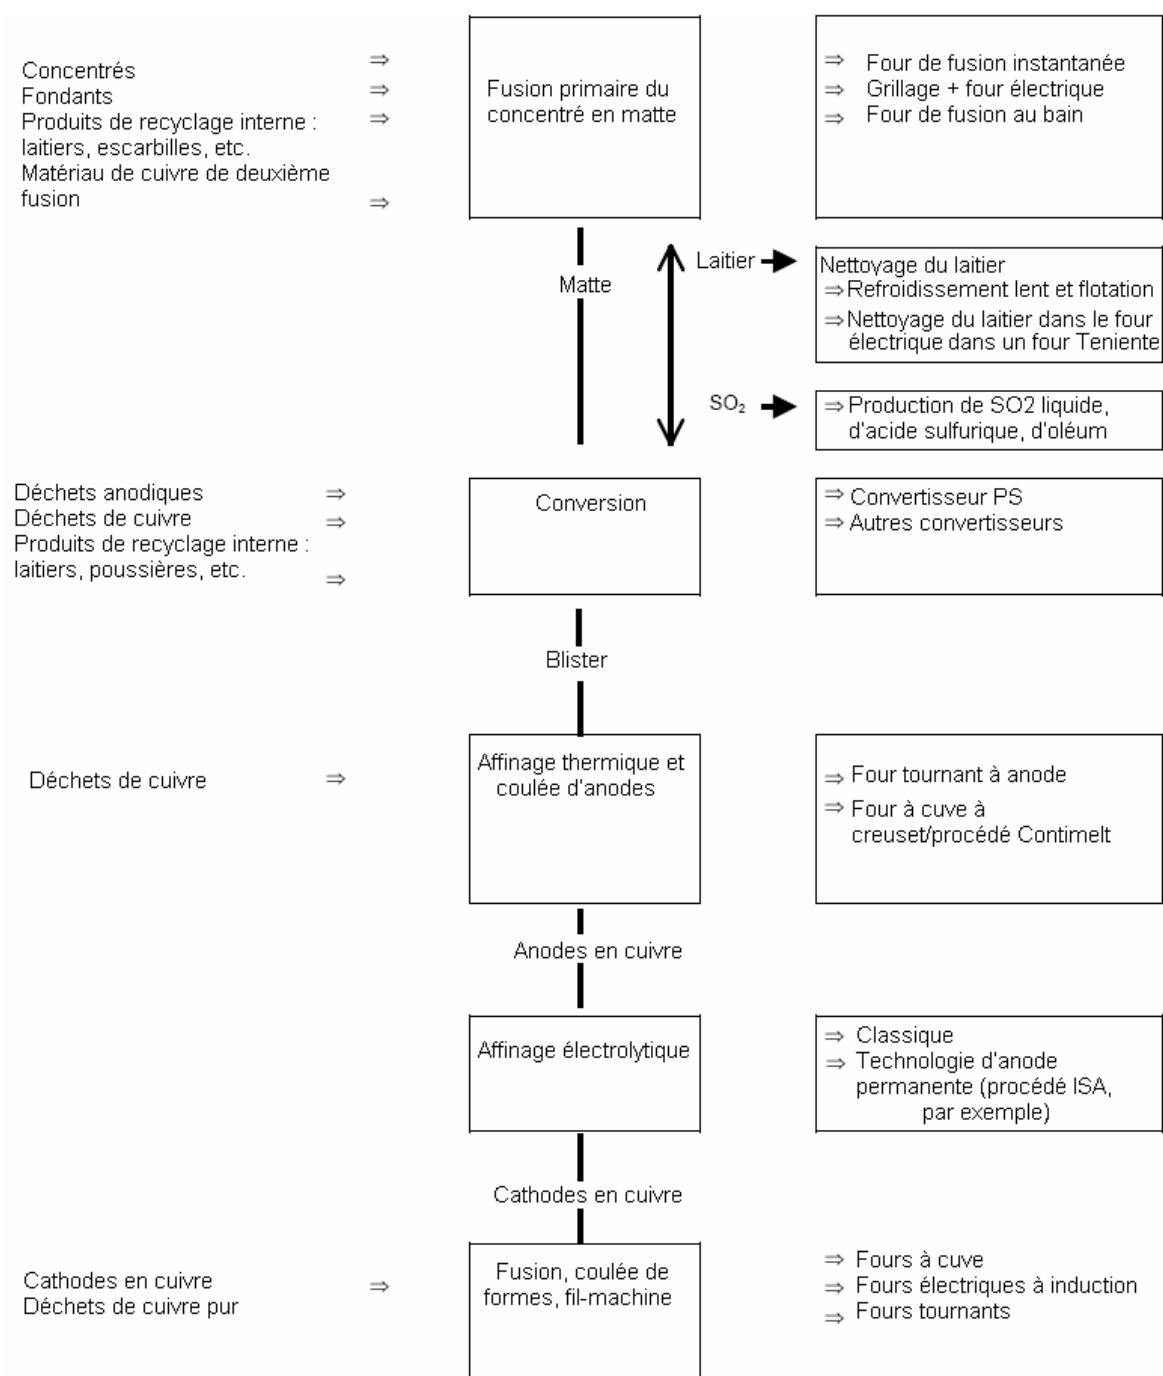 Concentrés
Fondants
Produits de recyclage interne :
laitiers, escarbilles, etc.
Matériau de cuivre de deuxième
fusion
⇒
⇒
⇒
⇒
Fusion primaire du
concentré en matte
⇒ Four de fusion instantanée
⇒ Grillage + four électrique
⇒ Four de fusion au bain
Matte
Laitier
Nettoyage du laitier
⇒ Refroidissement lent et flotation
⇒ Nettoyage du laitier dans le four
électrique dans un four Teniente
SO₂
⇒ Production de SO2 liquide,
d'acide sulfurique, d'oléum
Déchets anodiques ⇒
Déchets de cuivre ⇒
Produits de recyclage interne :
laitiers, poussières, etc. ⇒
Conversion
⇒ Convertisseur PS
⇒ Autres convertisseurs
Blister
Déchets de cuivre ⇒
Affinage thermique et
coulée d'anodes
⇒ Four tournant à anode
⇒ Four à cuve à
creuset/procédé Contimelt
Anodes en cuivre
Affinage électrolytique
⇒ Classique
⇒ Technologie d'anode
permanente (procédé ISA,
par exemple)
Cathodes en cuivre
Cathodes en cuivre ⇒
Déchets de cuivre pur
Fusion, coulée de
formes, fil-machine
⇒ Fours à cuve
⇒ Fours électriques à induction
⇒ Fours tournants